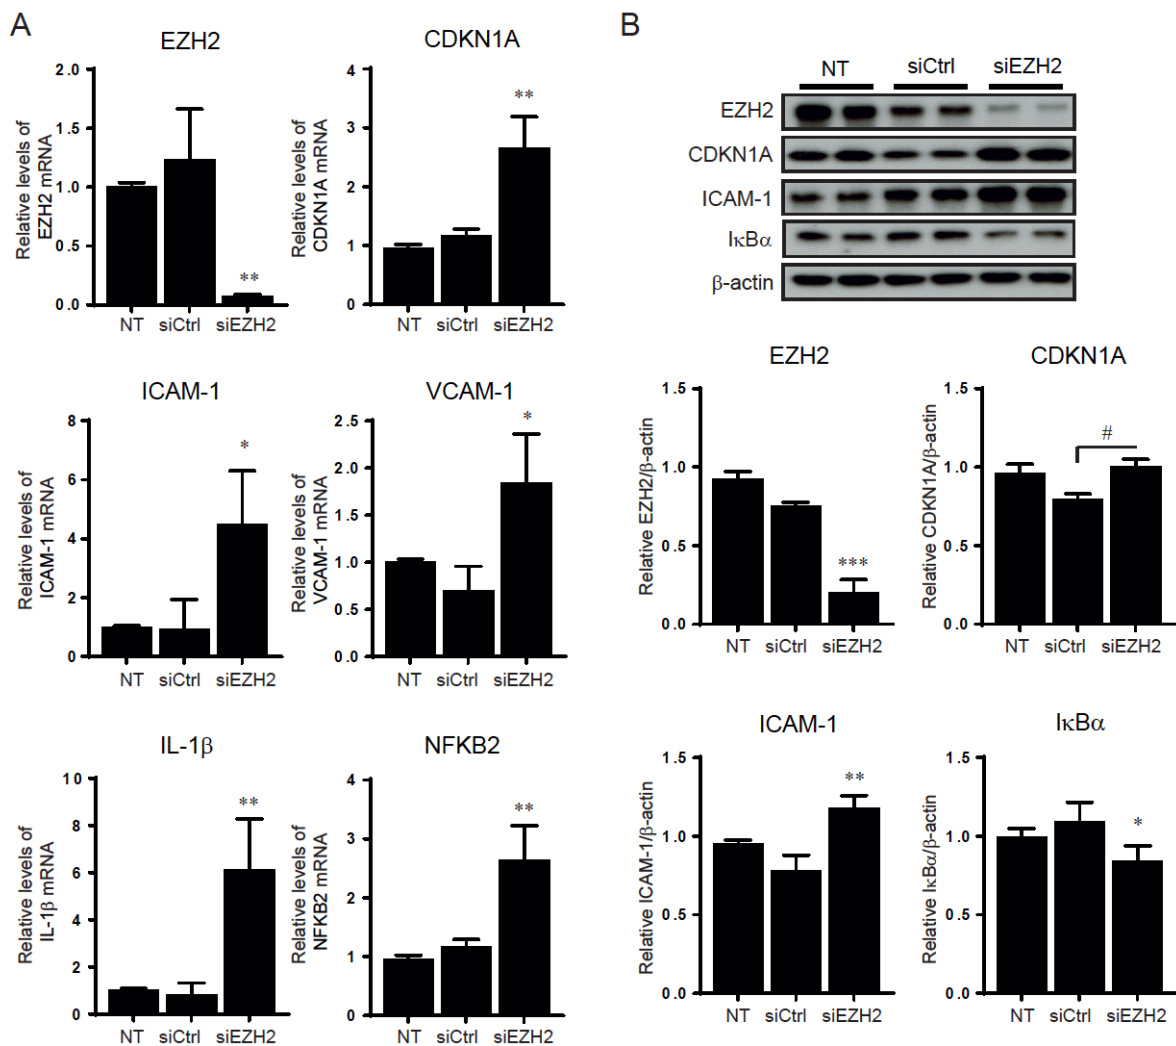 A
EZH2
Relative levels of
EZH2 mRNA
2.0
1.5
1.0
0.5
0.0
**
NT siCtrl siEZH2
CDKN1A
Relative levels of
CDKN1A mRNA
4
3
2
1
0
**
NT siCtrl siEZH2
ICAM-1
Relative levels of
ICAM-1 mRNA
8
6
4
2
0
*
NT siCtrl siEZH2
VCAM-1
Relative levels of
VCAM-1 mRNA
2.5
2.0
1.5
1.0
0.5
0.0
*
NT siCtrl siEZH2
IL-1β
Relative levels of
IL-1β mRNA
10
8
6
4
2
0
**
NT siCtrl siEZH2
NFKB2
Relative levels of
NFKB2 mRNA
4
3
2
1
0
**
NT siCtrl siEZH2
B
NT siCtrl siEZH2
EZH2
CDKN1A
ICAM-1
IκBα
β-actin
EZH2
Relative EZH2/β-actin
1.5
1.0
0.5
0.0
***
NT siCtrl siEZH2
CDKN1A
Relative CDKN1A/β-actin
1.5
1.0
0.5
0.0
#
NT siCtrl siEZH2
ICAM-1
Relative ICAM-1/β-actin
1.5
1.0
0.5
0.0
**
NT siCtrl siEZH2
IκBα
Relative IκBα/β-actin
1.5
1.0
0.5
0.0
*
NT siCtrl siEZH2